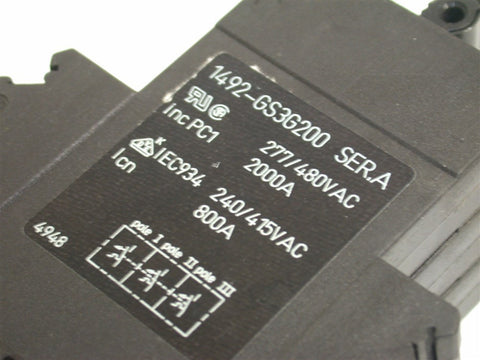 1492-GS3G200 SER.A
Inc PC1 277/480VAC
2000A
IEC934 240/415VAC
Icn 800A
4948
pole I pole II pole III